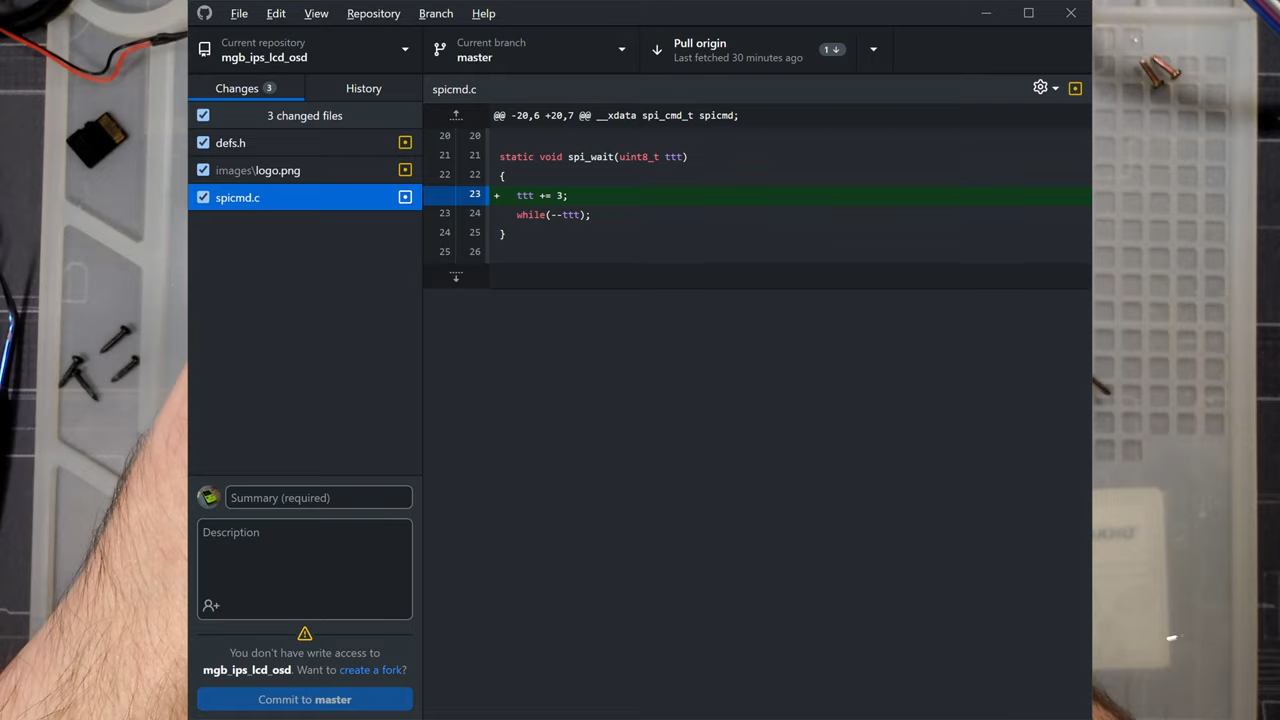 File Edit View Repository Branch Help
Current repository
mgb_ips_lcd_osd
Current branch
master
Pull origin
Last fetched 30 minutes ago
1
Changes 3
History
3 changed files
defs.h
images\logo.png
spicmd.c
spicmd.c
@@ -20,6 +20,7 @@ __xdata spi_cmd_t spicmd;
20 20
21 21 static void spi_wait(uint8_t ttt)
22 22 {
23 + ttt += 3;
23 24 while(--ttt);
24 25 }
25 26
Summary (required)
Description
You don't have write access to
mgb_ips_lcd_osd. Want to create a fork?
Commit to master